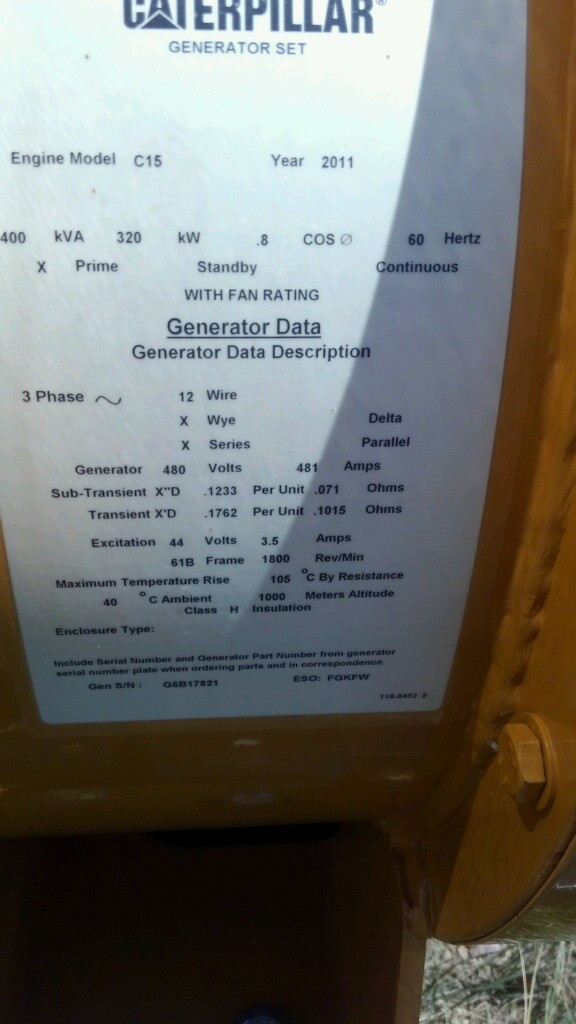 CATERPILLAR®
GENERATOR SET
Engine Model C15 Year 2011
400 kVA 320 kW .8 COS ∅ 60 Hertz
X Prime Standby Continuous
WITH FAN RATING
Generator Data
Generator Data Description
3 Phase ~ 12 Wire
X Wye Delta
X Series Parallel
Generator 480 Volts 481 Amps
Sub-Transient X"D .1233 Per Unit .071 Ohms
Transient X'D .1762 Per Unit .1015 Ohms
Excitation 44 Volts 3.5 Amps
61B Frame 1800 Rev/Min
Maximum Temperature Rise 105 °C By Resistance
40 °C Ambient 1000 Meters Altitude
Class H Insulation
Enclosure Type:
Include Serial Number and Generator Part Number from generator
serial number plate when ordering parts and in correspondence.
Gen S/N : G6B17821 ESO: FGKFW
118-8452 2